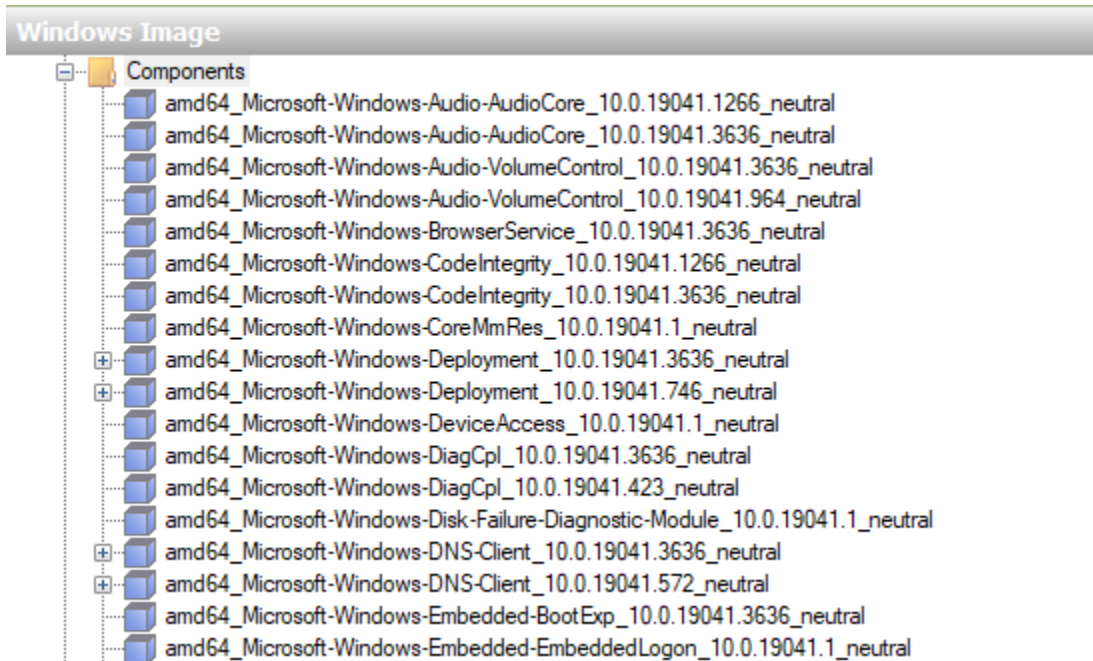 Windows Image
Components
amd64_Microsoft-Windows-Audio-AudioCore_10.0.19041.1266_neutral
amd64_Microsoft-Windows-Audio-AudioCore_10.0.19041.3636_neutral
amd64_Microsoft-Windows-Audio-VolumeControl_10.0.19041.3636_neutral
amd64_Microsoft-Windows-Audio-VolumeControl_10.0.19041.964_neutral
amd64_Microsoft-Windows-BrowserService_10.0.19041.3636_neutral
amd64_Microsoft-Windows-CodeIntegrity_10.0.19041.1266_neutral
amd64_Microsoft-Windows-CodeIntegrity_10.0.19041.3636_neutral
amd64_Microsoft-Windows-CoreMmRes_10.0.19041.1_neutral
amd64_Microsoft-Windows-Deployment_10.0.19041.3636_neutral
amd64_Microsoft-Windows-Deployment_10.0.19041.746_neutral
amd64_Microsoft-Windows-DeviceAccess_10.0.19041.1_neutral
amd64_Microsoft-Windows-DiagCpl_10.0.19041.3636_neutral
amd64_Microsoft-Windows-DiagCpl_10.0.19041.423_neutral
amd64_Microsoft-Windows-Disk-Failure-Diagnostic-Module_10.0.19041.1_neutral
amd64_Microsoft-Windows-DNS-Client_10.0.19041.3636_neutral
amd64_Microsoft-Windows-DNS-Client_10.0.19041.572_neutral
amd64_Microsoft-Windows-Embedded-BootExp_10.0.19041.3636_neutral
amd64_Microsoft-Windows-Embedded-EmbeddedLogon_10.0.19041.1_neutral